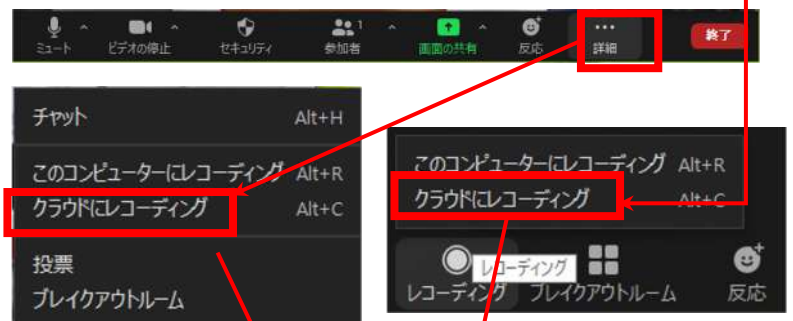 ミュート ビデオの停止 セキュリティ 参加者 1 画面の共有 反応 詳細 終了
チャット Alt+H
このコンピューターにレコーディング Alt+R
クラウドにレコーディング Alt+C
投票
ブレイクアウトルーム
このコンピューターにレコーディング Alt+R
クラウドにレコーディング Alt+C
レコーディング
レコーディング ブレイクアウトルーム 反応